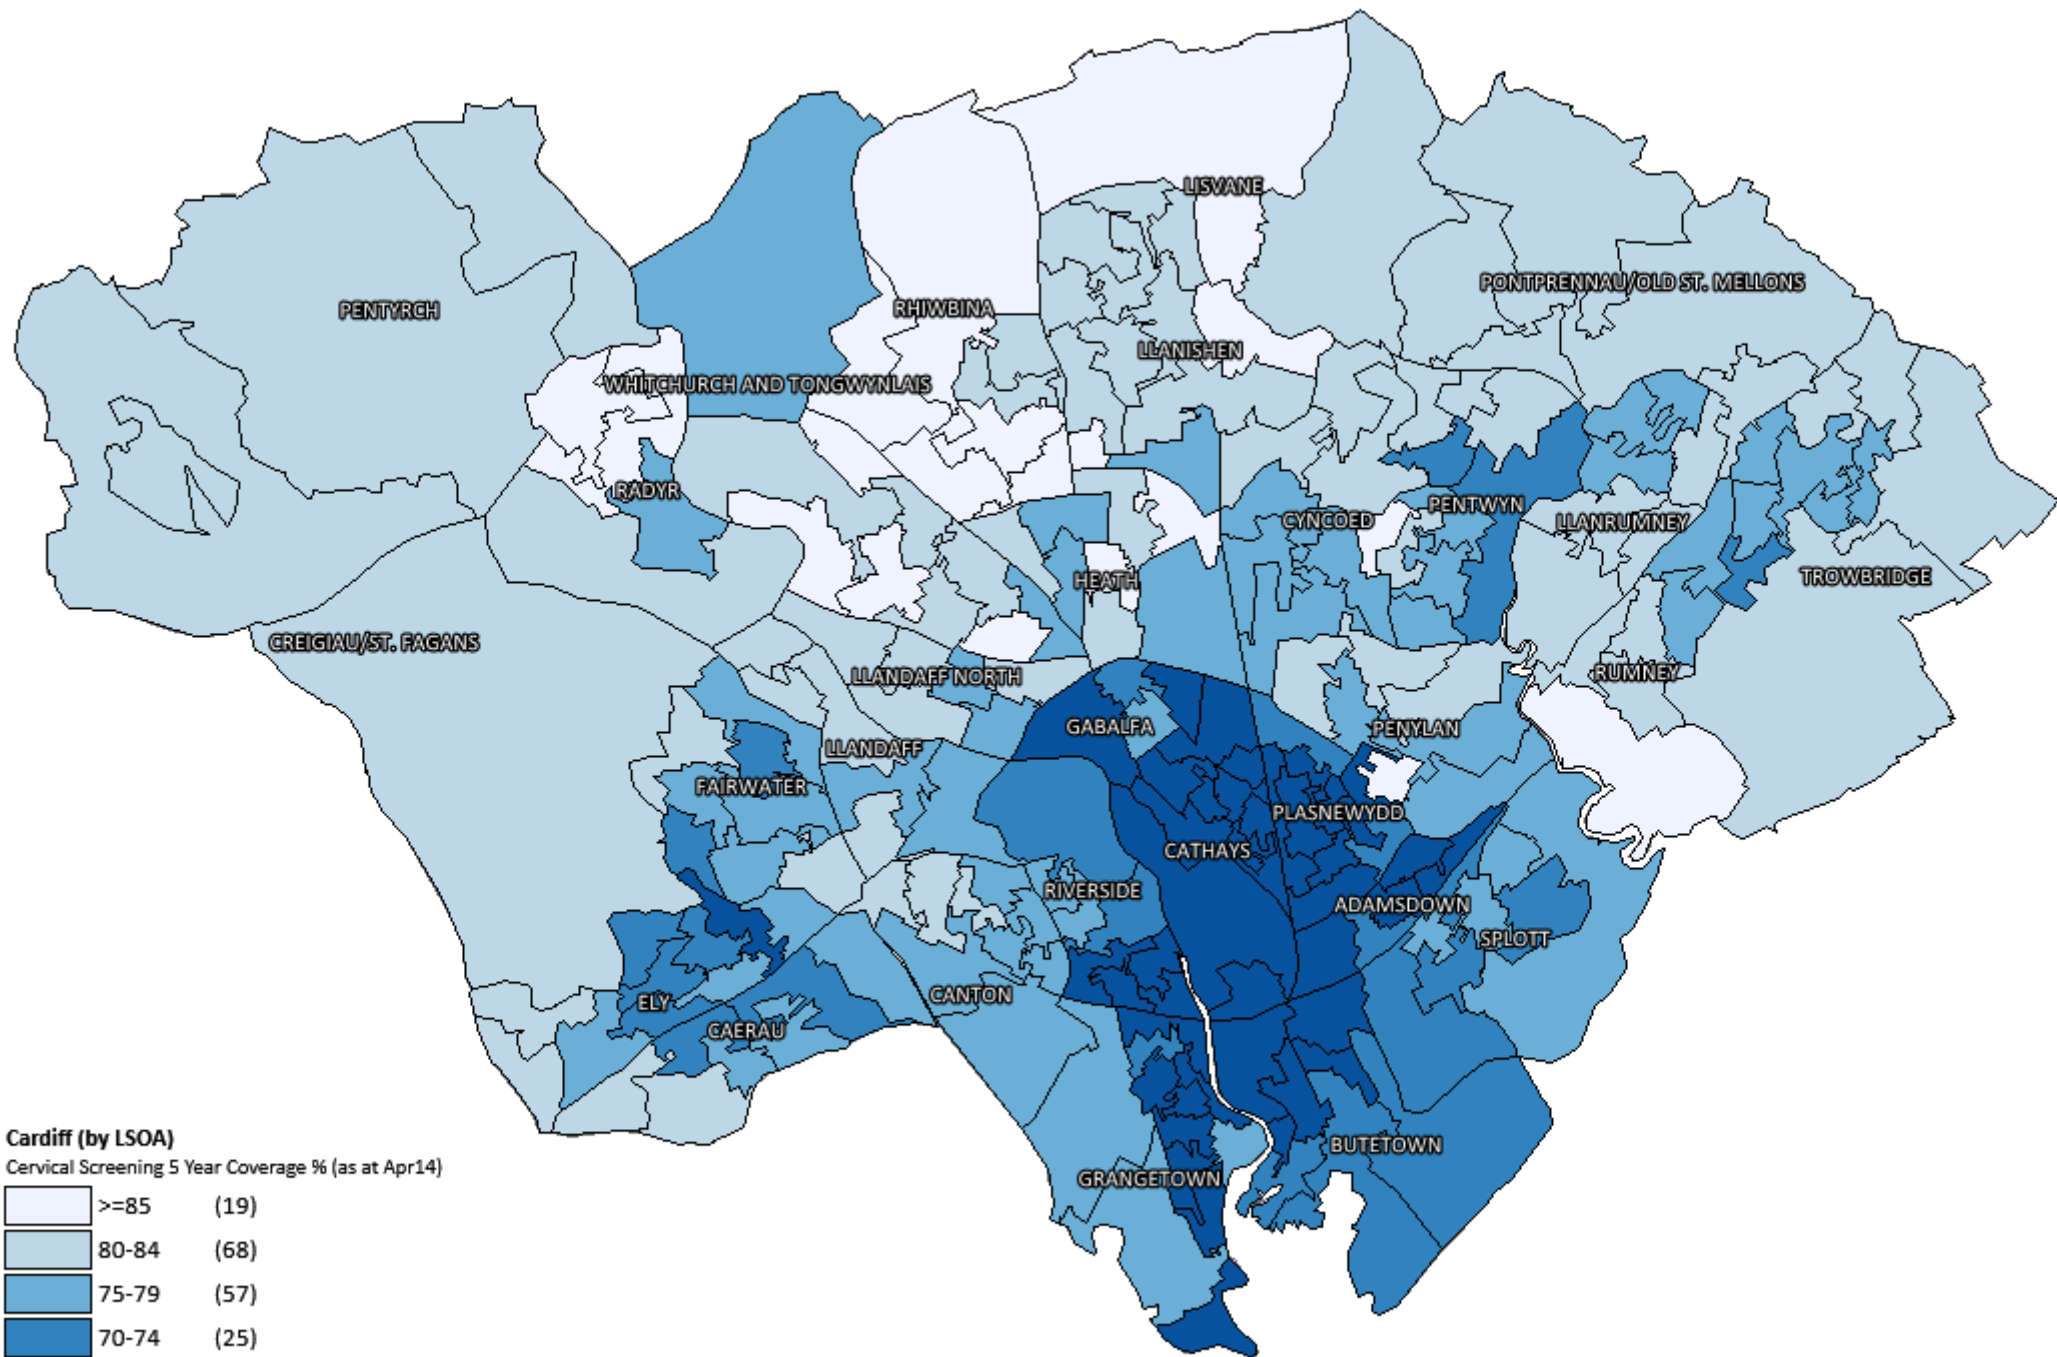 LISVANE
PENTYRCH
RHIWBINA
PONTPRENNAU/OLD ST. MELLONS
LLANISHEN
WHITCHURCH AND TONGWYNLAIS
RADYR
CYNCOED
PENTWYN
LLANRUMNEY
HEATH
TROWBRIDGE
CREIGIAU/ST. FAGANS
LLANDAFF NORTH
RUMNEY
GABALFA
PENYLAN
LLANDAFF
FAIRWATER
PLASNEWYDD
CATHAYS
RIVERSIDE
ADAMSDOWN
SPLOTT
ELY
CANTON
CAERAU
BUTETOWN
GRANGETOWN
Cardiff (by LSOA)
Cervical Screening 5 Year Coverage % (as at Apr14)
>=85 (19)
80-84 (68)
75-79 (57)
70-74 (25)